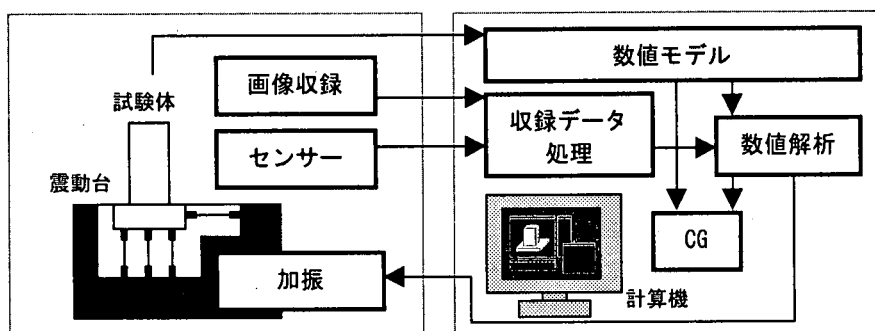 試験体
震動台
画像収録
センサー
加振
数値モデル
収録データ
処理
数値解析
CG
計算機